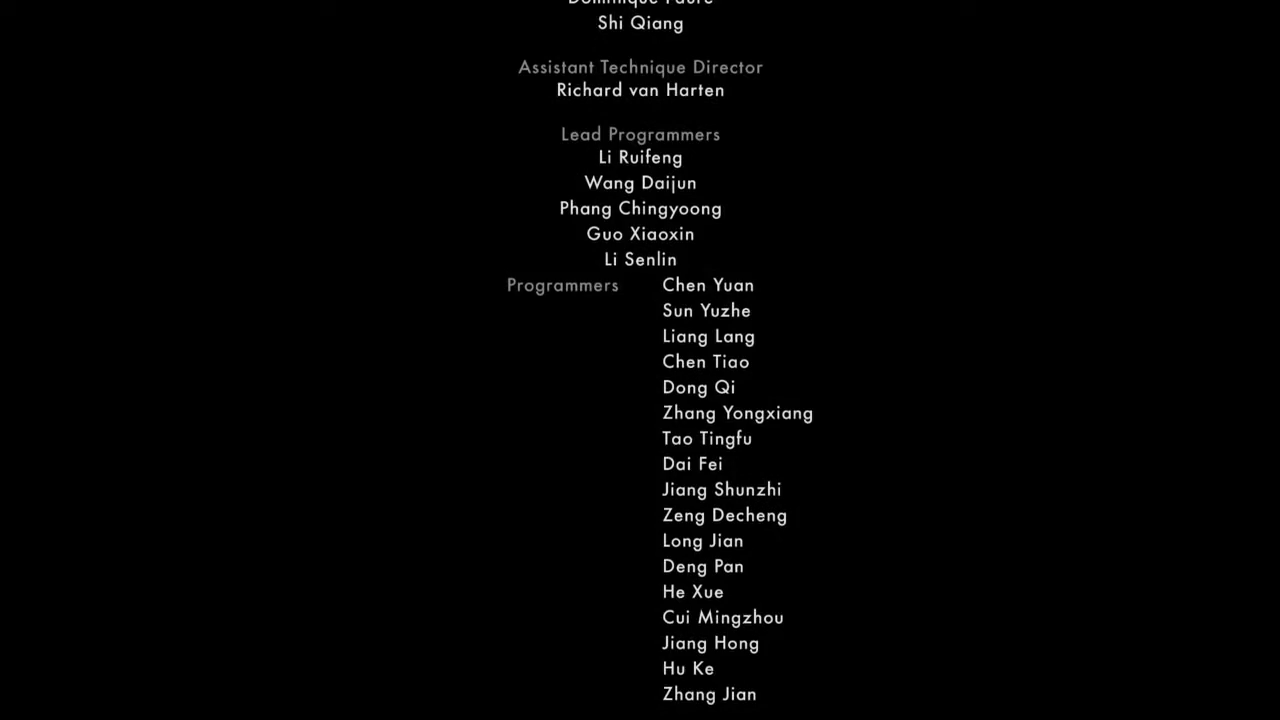 Dominique Faure
Shi Qiang
Assistant Technique Director
Richard van Harten
Lead Programmers
Li Ruifeng
Wang Daijun
Phang Chingyoong
Guo Xiaoxin
Li Senlin
Programmers Chen Yuan
Sun Yuzhe
Liang Lang
Chen Tiao
Dong Qi
Zhang Yongxiang
Tao Tingfu
Dai Fei
Jiang Shunzhi
Zeng Decheng
Long Jian
Deng Pan
He Xue
Cui Mingzhou
Jiang Hong
Hu Ke
Zhang Jian